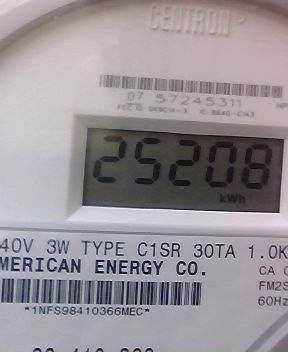 CENTRON®
07 57245311
25208
kWh
40V 3W TYPE C1SR 30TA 1.0K
MERICAN ENERGY CO.
CA 0
FM2S
60Hz
*1NFS98410366MEC*